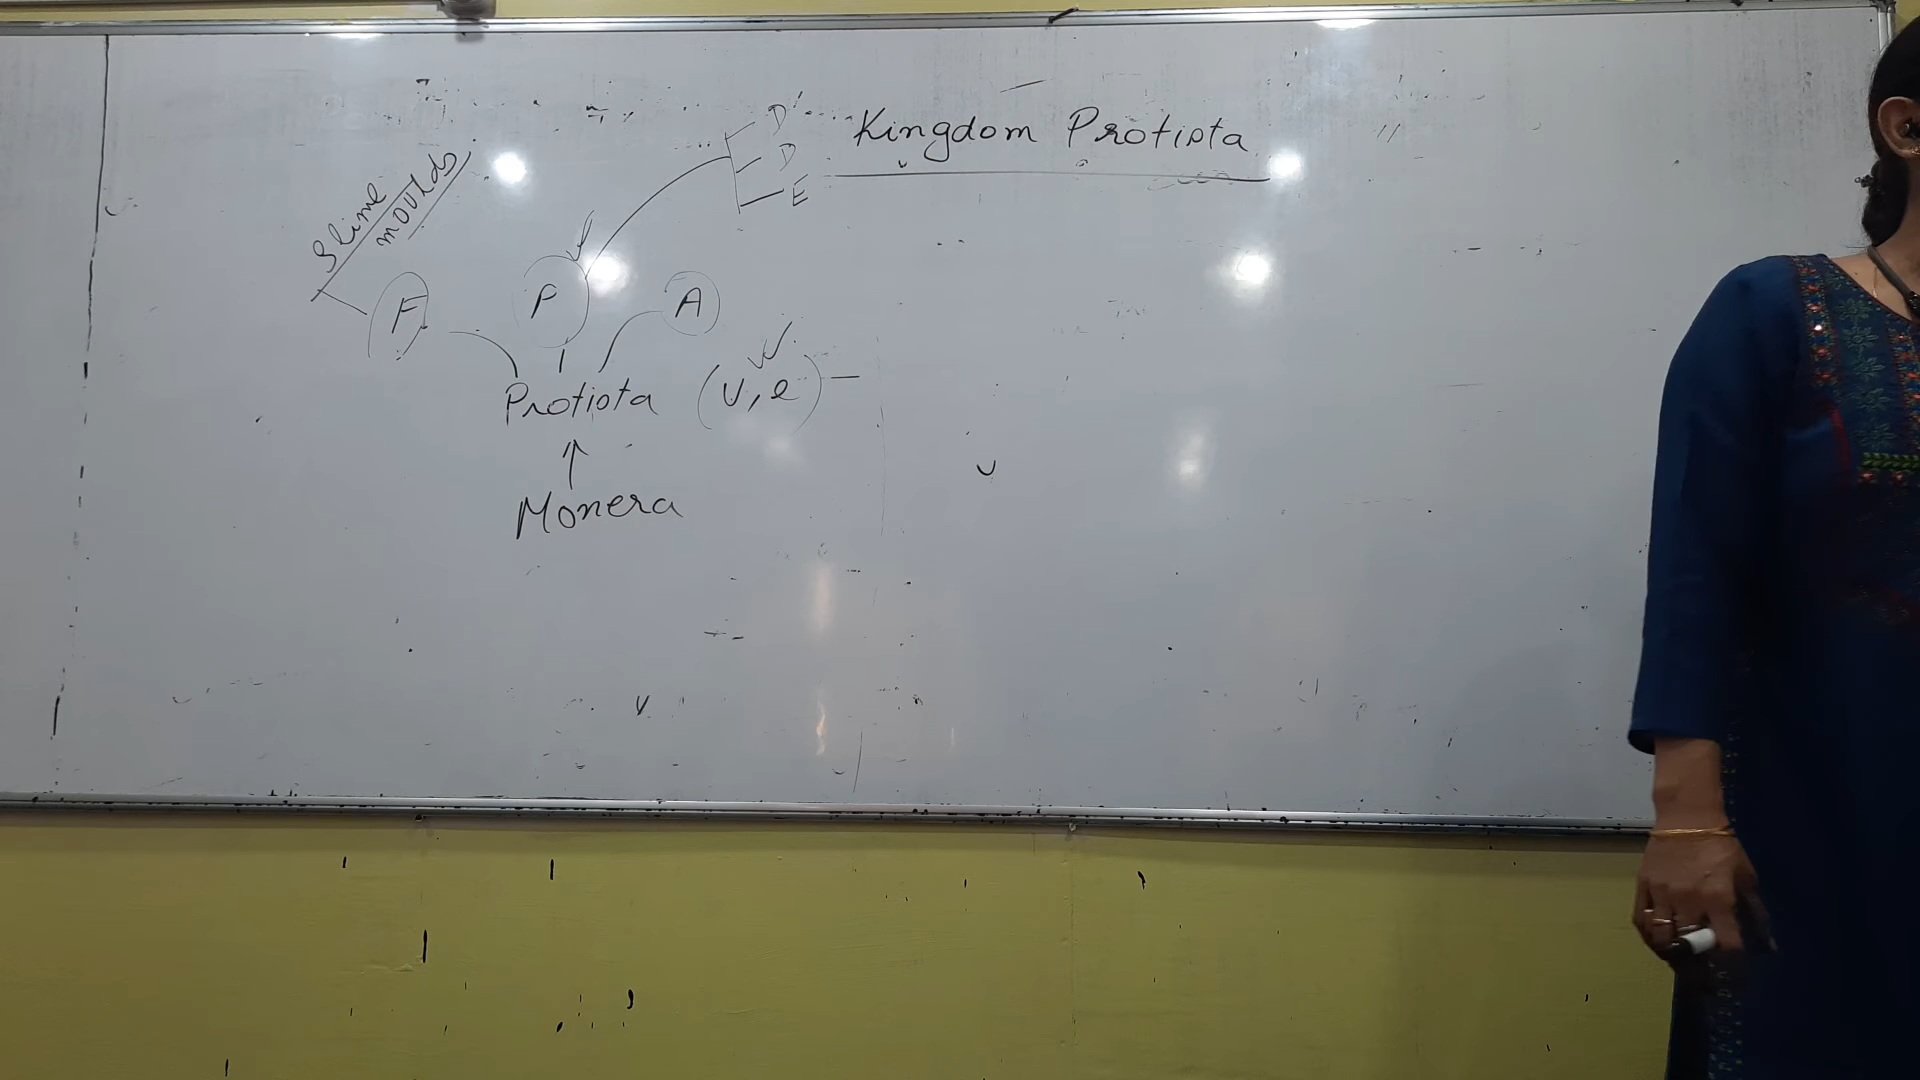 Kingdom Protista
D
D
E
Slime
moulds
F
P
A
Protista (U, e) -
Monera